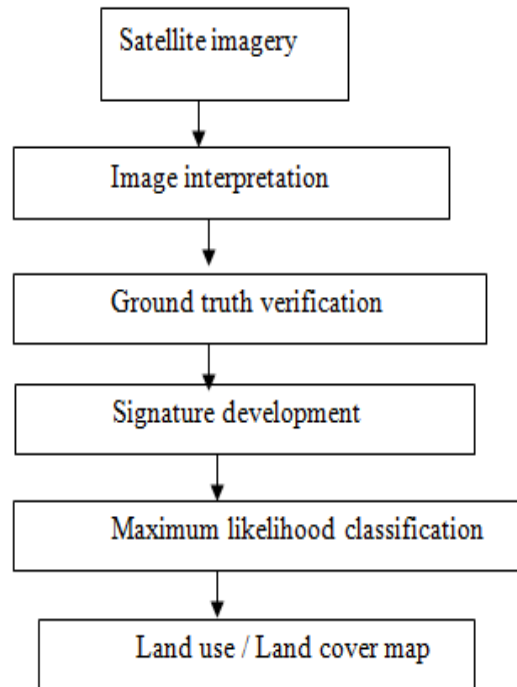 Satellite imagery
Image interpretation
Ground truth verification
Signature development
Maximum likelihood classification
Land use / Land cover map